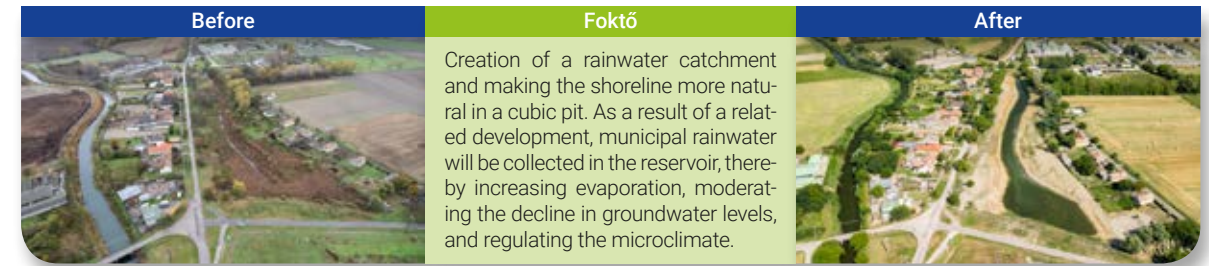 Before
Foktő
After
Creation of a rainwater catchment
and making the shoreline more natu-
ral in a cubic pit. As a result of a relat-
ed development, municipal rainwater
will be collected in the reservoir, there-
by increasing evaporation, moderat-
ing the decline in groundwater levels,
and regulating the microclimate.